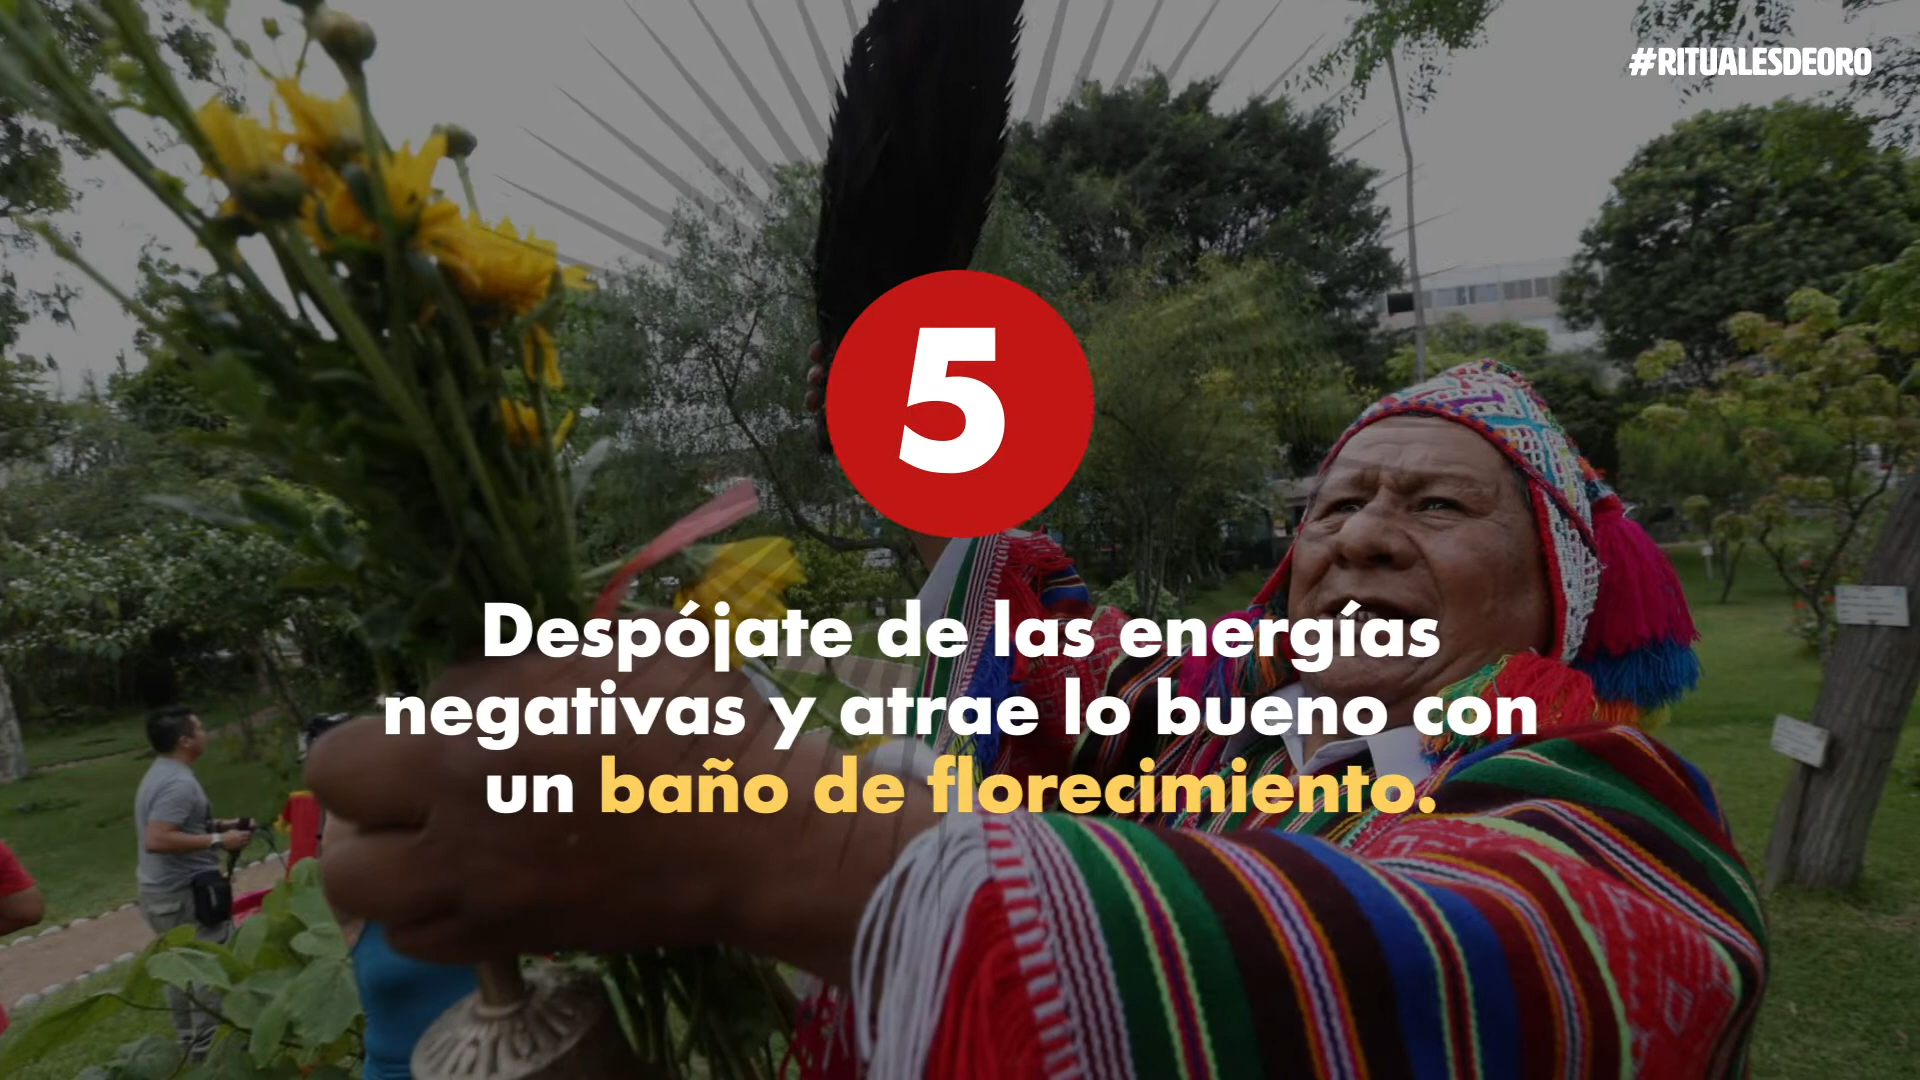 #RITUALESDEORO
5
Despójate de las energías
negativas y atrae lo bueno con
un baño de florecimiento.